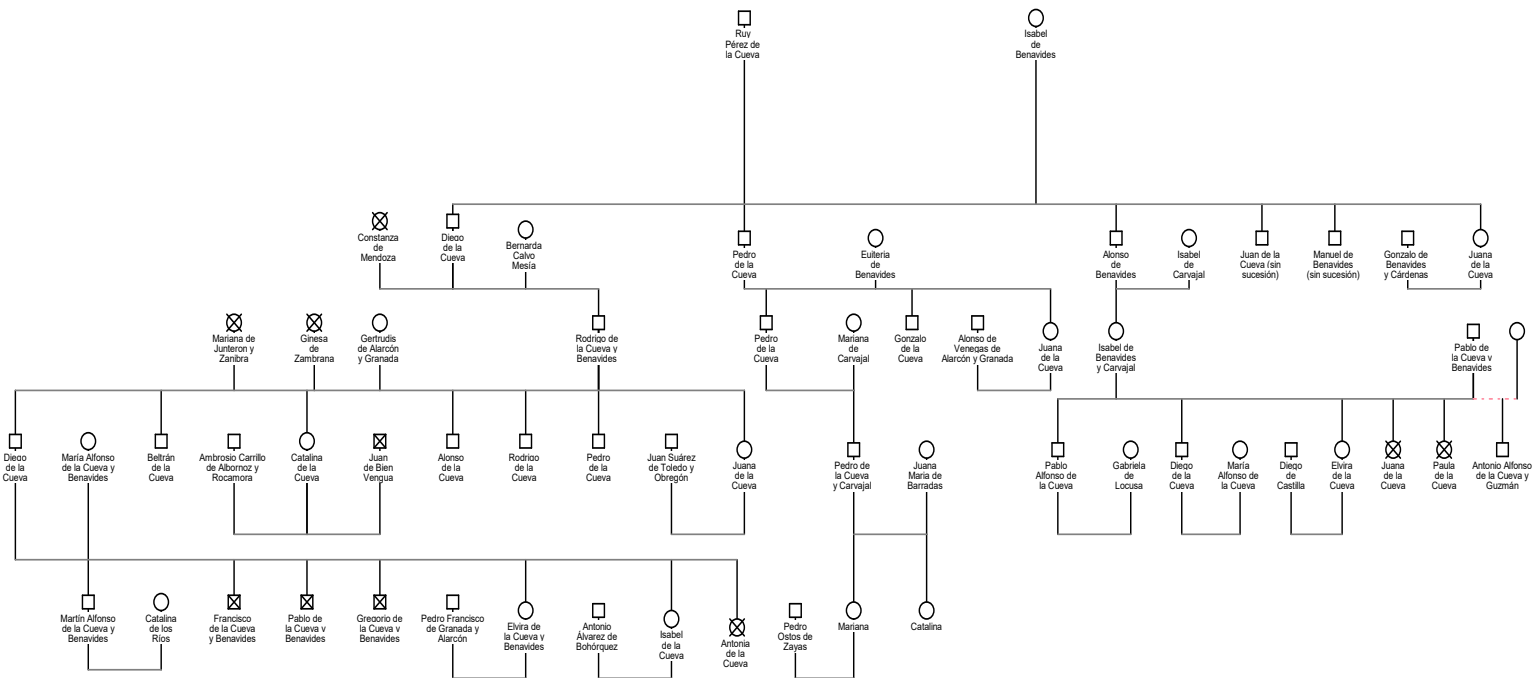 Ruy
Pérez de
la Cueva
Isabel
de
Benavides
Constanza
de
Mendoza
Diego
de la
Cueva
Bernarda
Calvo
Mesía
Pedro
de la
Cueva
Euiteria
de
Benavides
Alonso
de
Benavides
Isabel
de
Carvajal
Juan de la
Cueva (sin
sucesión)
Manuel de
Benavides
(sin sucesión)
Gonzalo de
Benavides
y Cárdenas
Juana
de la
Cueva
Mariana de
Junteron y
Zanibra
Ginesa
de
Zambrana
Gertrudis
de Alarcón
y Granada
Rodrigo de
la Cueva y
Benavides
Pedro
de la
Cueva
Mariana
de
Carvajal
Gonzalo
de la
Cueva
Alonso de
Venegas de
Alarcón y Granada
Juana
de la
Cueva
Isabel de
Benavides
y Carvajal
Pablo de
la Cueva y
Benavides
Diego
de la
Cueva
María Alfonso
de la Cueva y
Benavides
Beltrán
de la
Cueva
Ambrosio Carrillo
de Albornoz y
Rocamora
Catalina
de la
Cueva
Juan
de Bien
Vengua
Alonso
de la
Cueva
Rodrigo
de la
Cueva
Pedro
de la
Cueva
Juan Suárez
de Toledo y
Obregón
Juana
de la
Cueva
Pedro de
la Cueva
y Carvajal
Juana
Maria de
Barradas
Pablo
Alfonso de
la Cueva
Gabriela
de
Locusa
Diego
de la
Cueva
María
Alfonso de
la Cueva
Diego
de
Castilla
Elvira
de la
Cueva
Juana
de la
Cueva
Paula
de la
Cueva
Antonio Alfonso
de la Cueva y
Guzmán
Martín Alfonso
de la Cueva y
Benavides
Catalina
de los
Ríos
Francisco
de la Cueva
y Benavides
Pablo de
la Cueva y
Benavides
Gregorio de
la Cueva y
Benavides
Pedro Francisco
de Granada y
Alarcón
Elvira de
la Cueva y
Benavides
Antonio
Álvarez de
Bohórquez
Isabel
de la
Cueva
Antonia
de la
Cueva
Pedro
Ostos de
Zayas
Mariana
Catalina